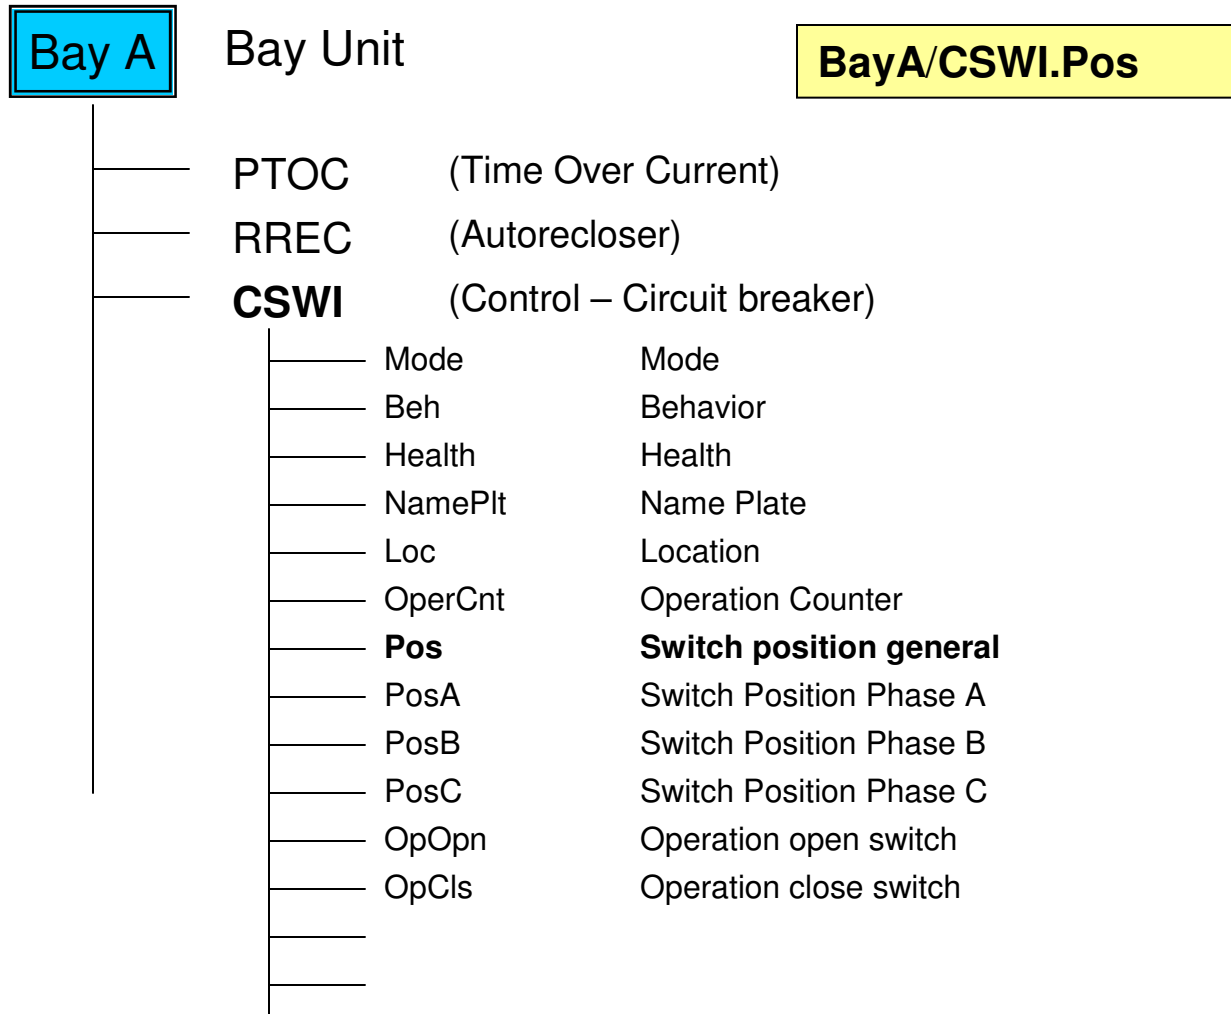 Bay A Bay Unit BayA/CSWI.Pos
PTOC (Time Over Current)
RREC (Autorecloser)
CSWI (Control – Circuit breaker)
Mode Mode
Beh Behavior
Health Health
NamePlt Name Plate
Loc Location
OperCnt Operation Counter
Pos Switch position general
PosA Switch Position Phase A
PosB Switch Position Phase B
PosC Switch Position Phase C
OpOpn Operation open switch
OpCls Operation close switch